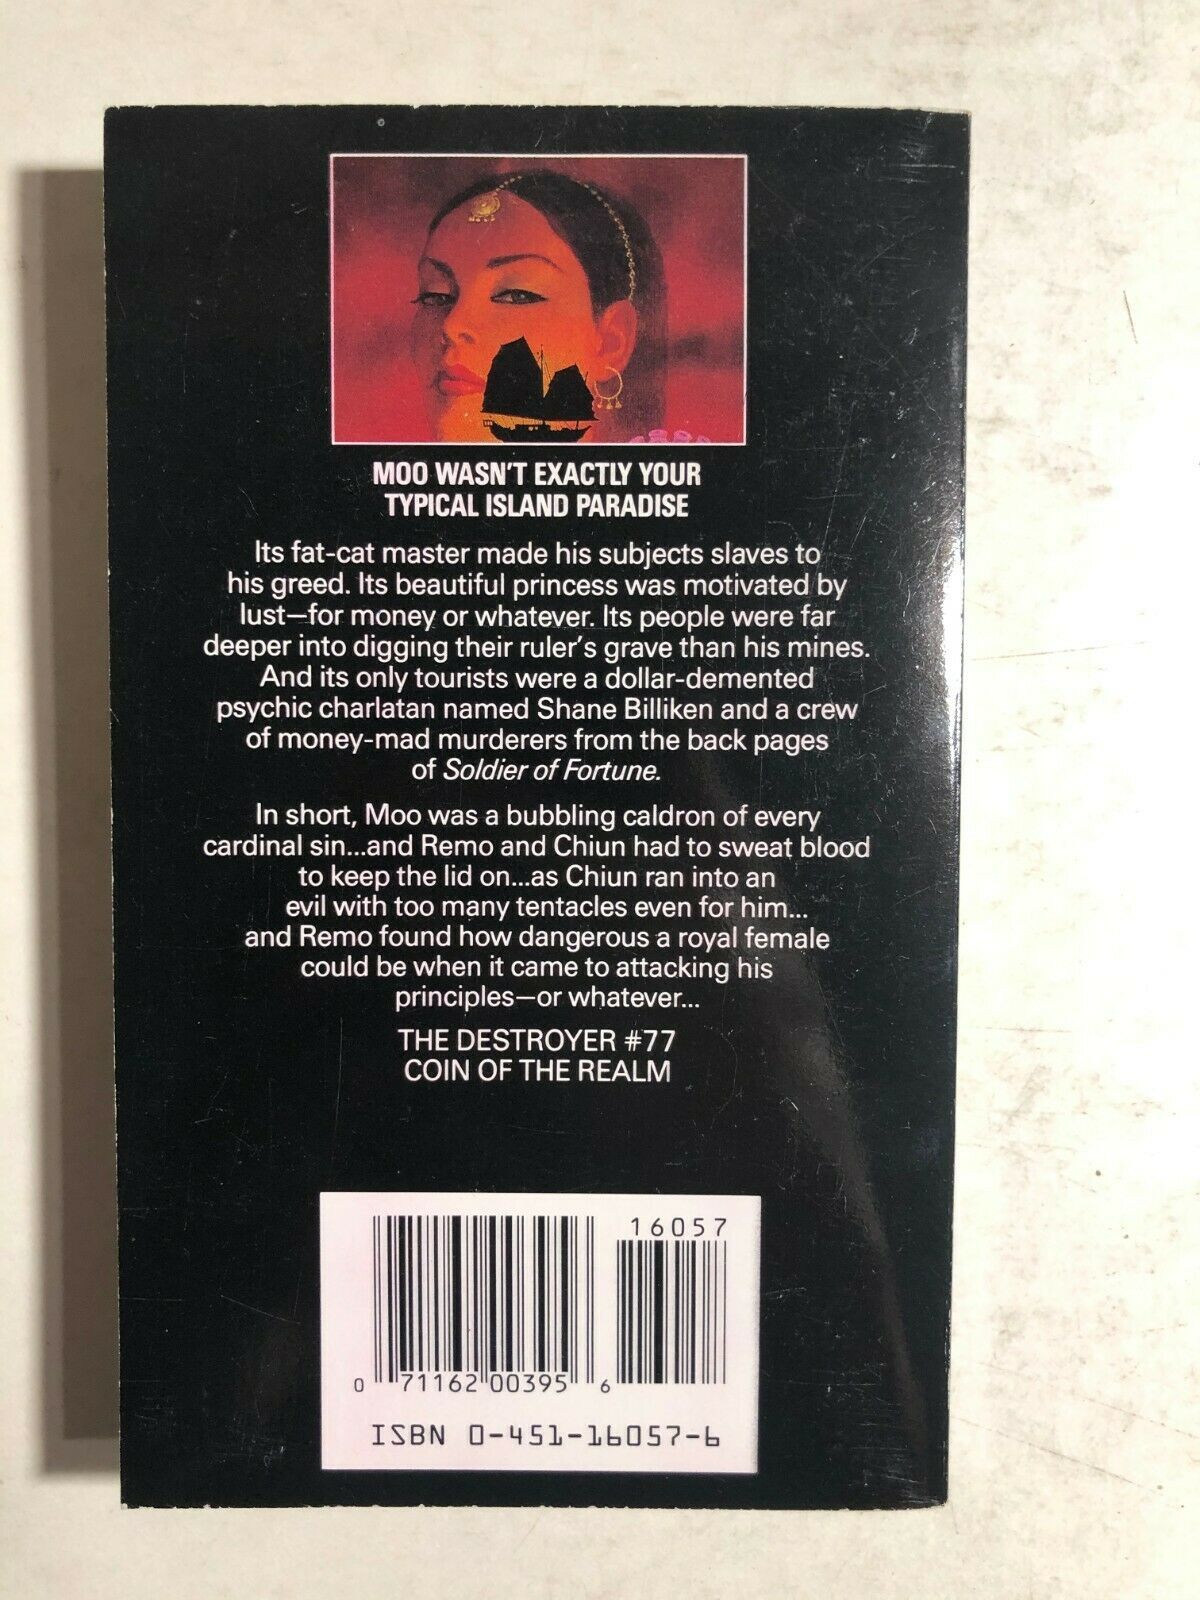 MOO WASN'T EXACTLY YOUR
TYPICAL ISLAND PARADISE
Its fat-cat master made his subjects slaves to
his greed. Its beautiful princess was motivated by
lust—for money or whatever. Its people were far
deeper into digging their ruler's grave than his mines.
And its only tourists were a dollar-demented
psychic charlatan named Shane Billiken and a crew
of money-mad murderers from the back pages
of Soldier of Fortune.
In short, Moo was a bubbling caldron of every
cardinal sin...and Remo and Chiun had to sweat blood
to keep the lid on...as Chiun ran into an
evil with too many tentacles even for him...
and Remo found how dangerous a royal female
could be when it came to attacking his
principles—or whatever...
THE DESTROYER #77
COIN OF THE REALM
16057
0 71162 00395 6
ISBN 0-451-16057-6